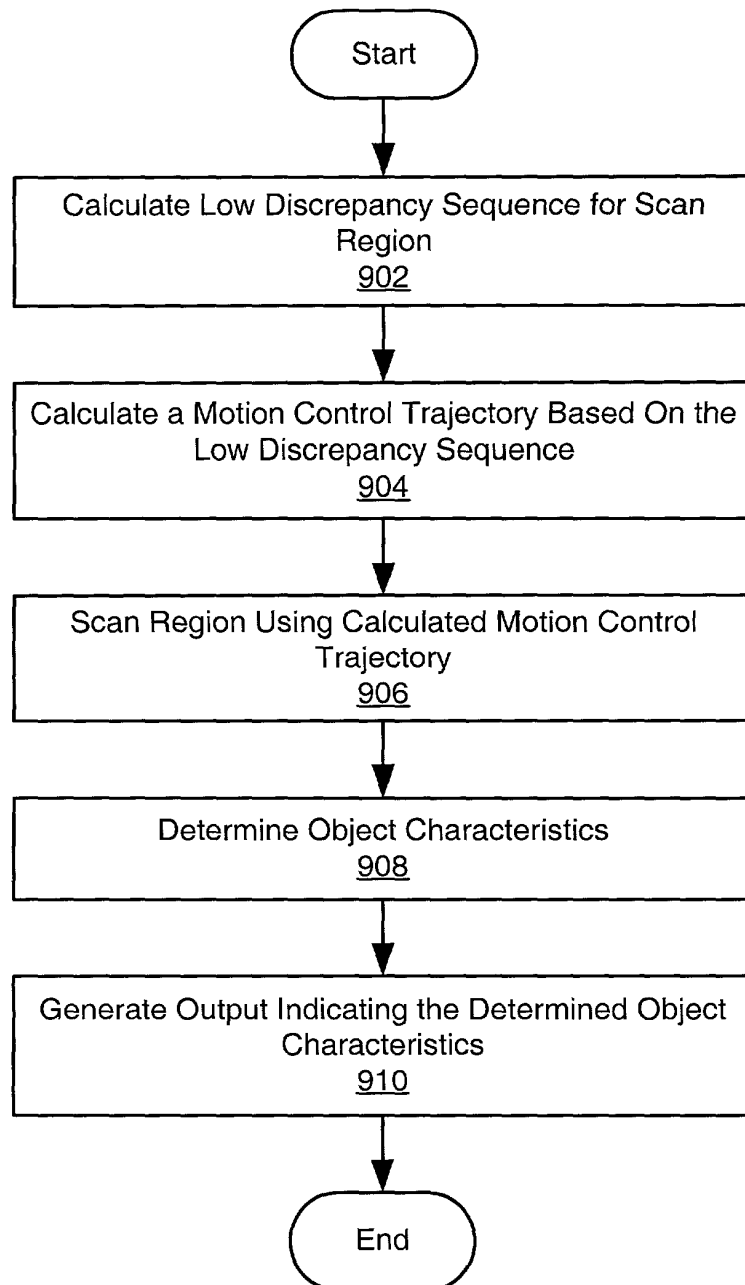 Start
Calculate Low Discrepancy Sequence for Scan
Region
902
Calculate a Motion Control Trajectory Based On the
Low Discrepancy Sequence
904
Scan Region Using Calculated Motion Control
Trajectory
906
Determine Object Characteristics
908
Generate Output Indicating the Determined Object
Characteristics
910
End